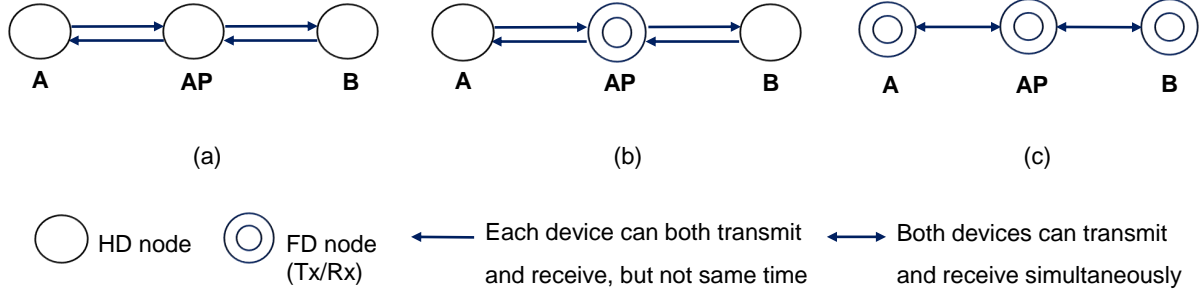 A AP B A AP B A AP B
(a) (b) (c)
HD node FD node Each device can both transmit Both devices can transmit
(Tx/Rx) and receive, but not same time and receive simultaneously